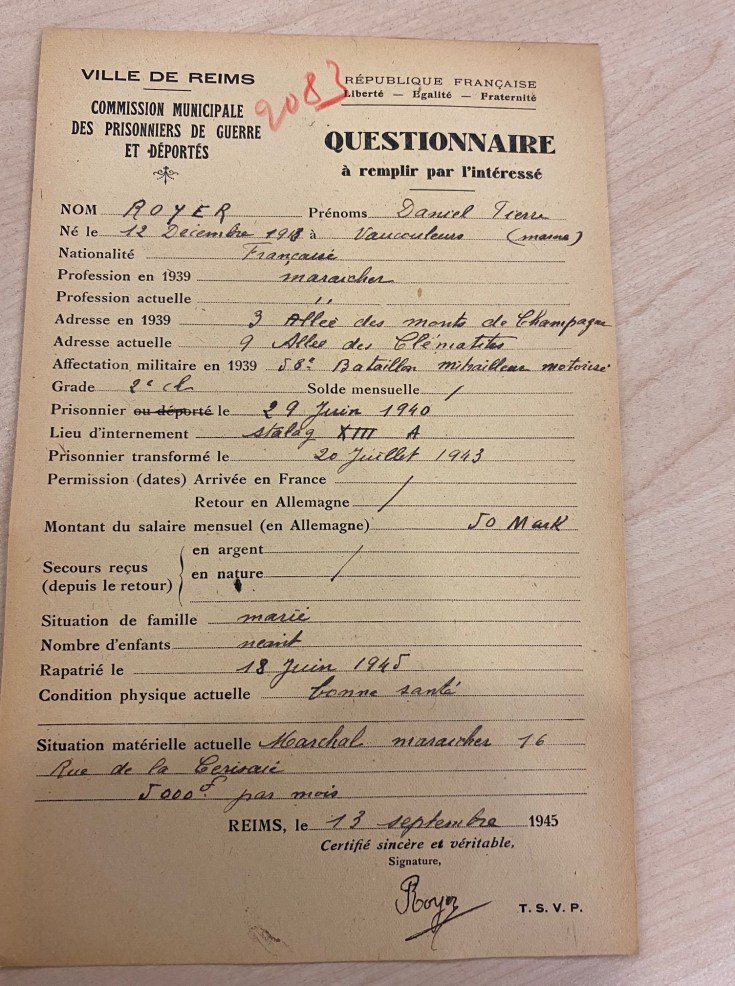 VILLE DE REIMS
COMMISSION MUNICIPALE
DES PRISONNIERS DE GUERRE
ET DÉPORTÉS
2083
RÉPUBLIQUE FRANÇAISE
Liberté — Egalité — Fraternité
QUESTIONNAIRE
à remplir par l'intéressé
NOM ROYER Prénoms Daniel Pierre
Né le 12 Décembre à Vaucouleurs (marne)
Nationalité Française
Profession en 1939 maraicher
Profession actuelle ,,
Adresse en 1939 3 Allée des monts de Champagne
Adresse actuelle 9 Allée des Clématites
Affectation militaire en 1939 58e Bataillon mitrailleur motorisé
Grade 2e cl Solde mensuelle /
Prisonnier ou déporté le 29 Juin 1940
Lieu d'internement stalag XIII A
Prisonnier transformé le 20 Juillet 1943
Permission (dates) Arrivée en France
Retour en Allemagne /
Montant du salaire mensuel (en Allemagne) 50 Mark
Secours reçus
(depuis le retour)
en argent
en nature /
Situation de famille marié
Nombre d'enfants neant
Rapatrié le 18 Juin 1945
Condition physique actuelle bonne santé
Situation matérielle actuelle Marchal maraicher 16
Rue de la Cerisaie
5000f par mois
REIMS, le 13 septembre 1945
Certifié sincère et véritable,
Signature,
Royer
T. S. V. P.